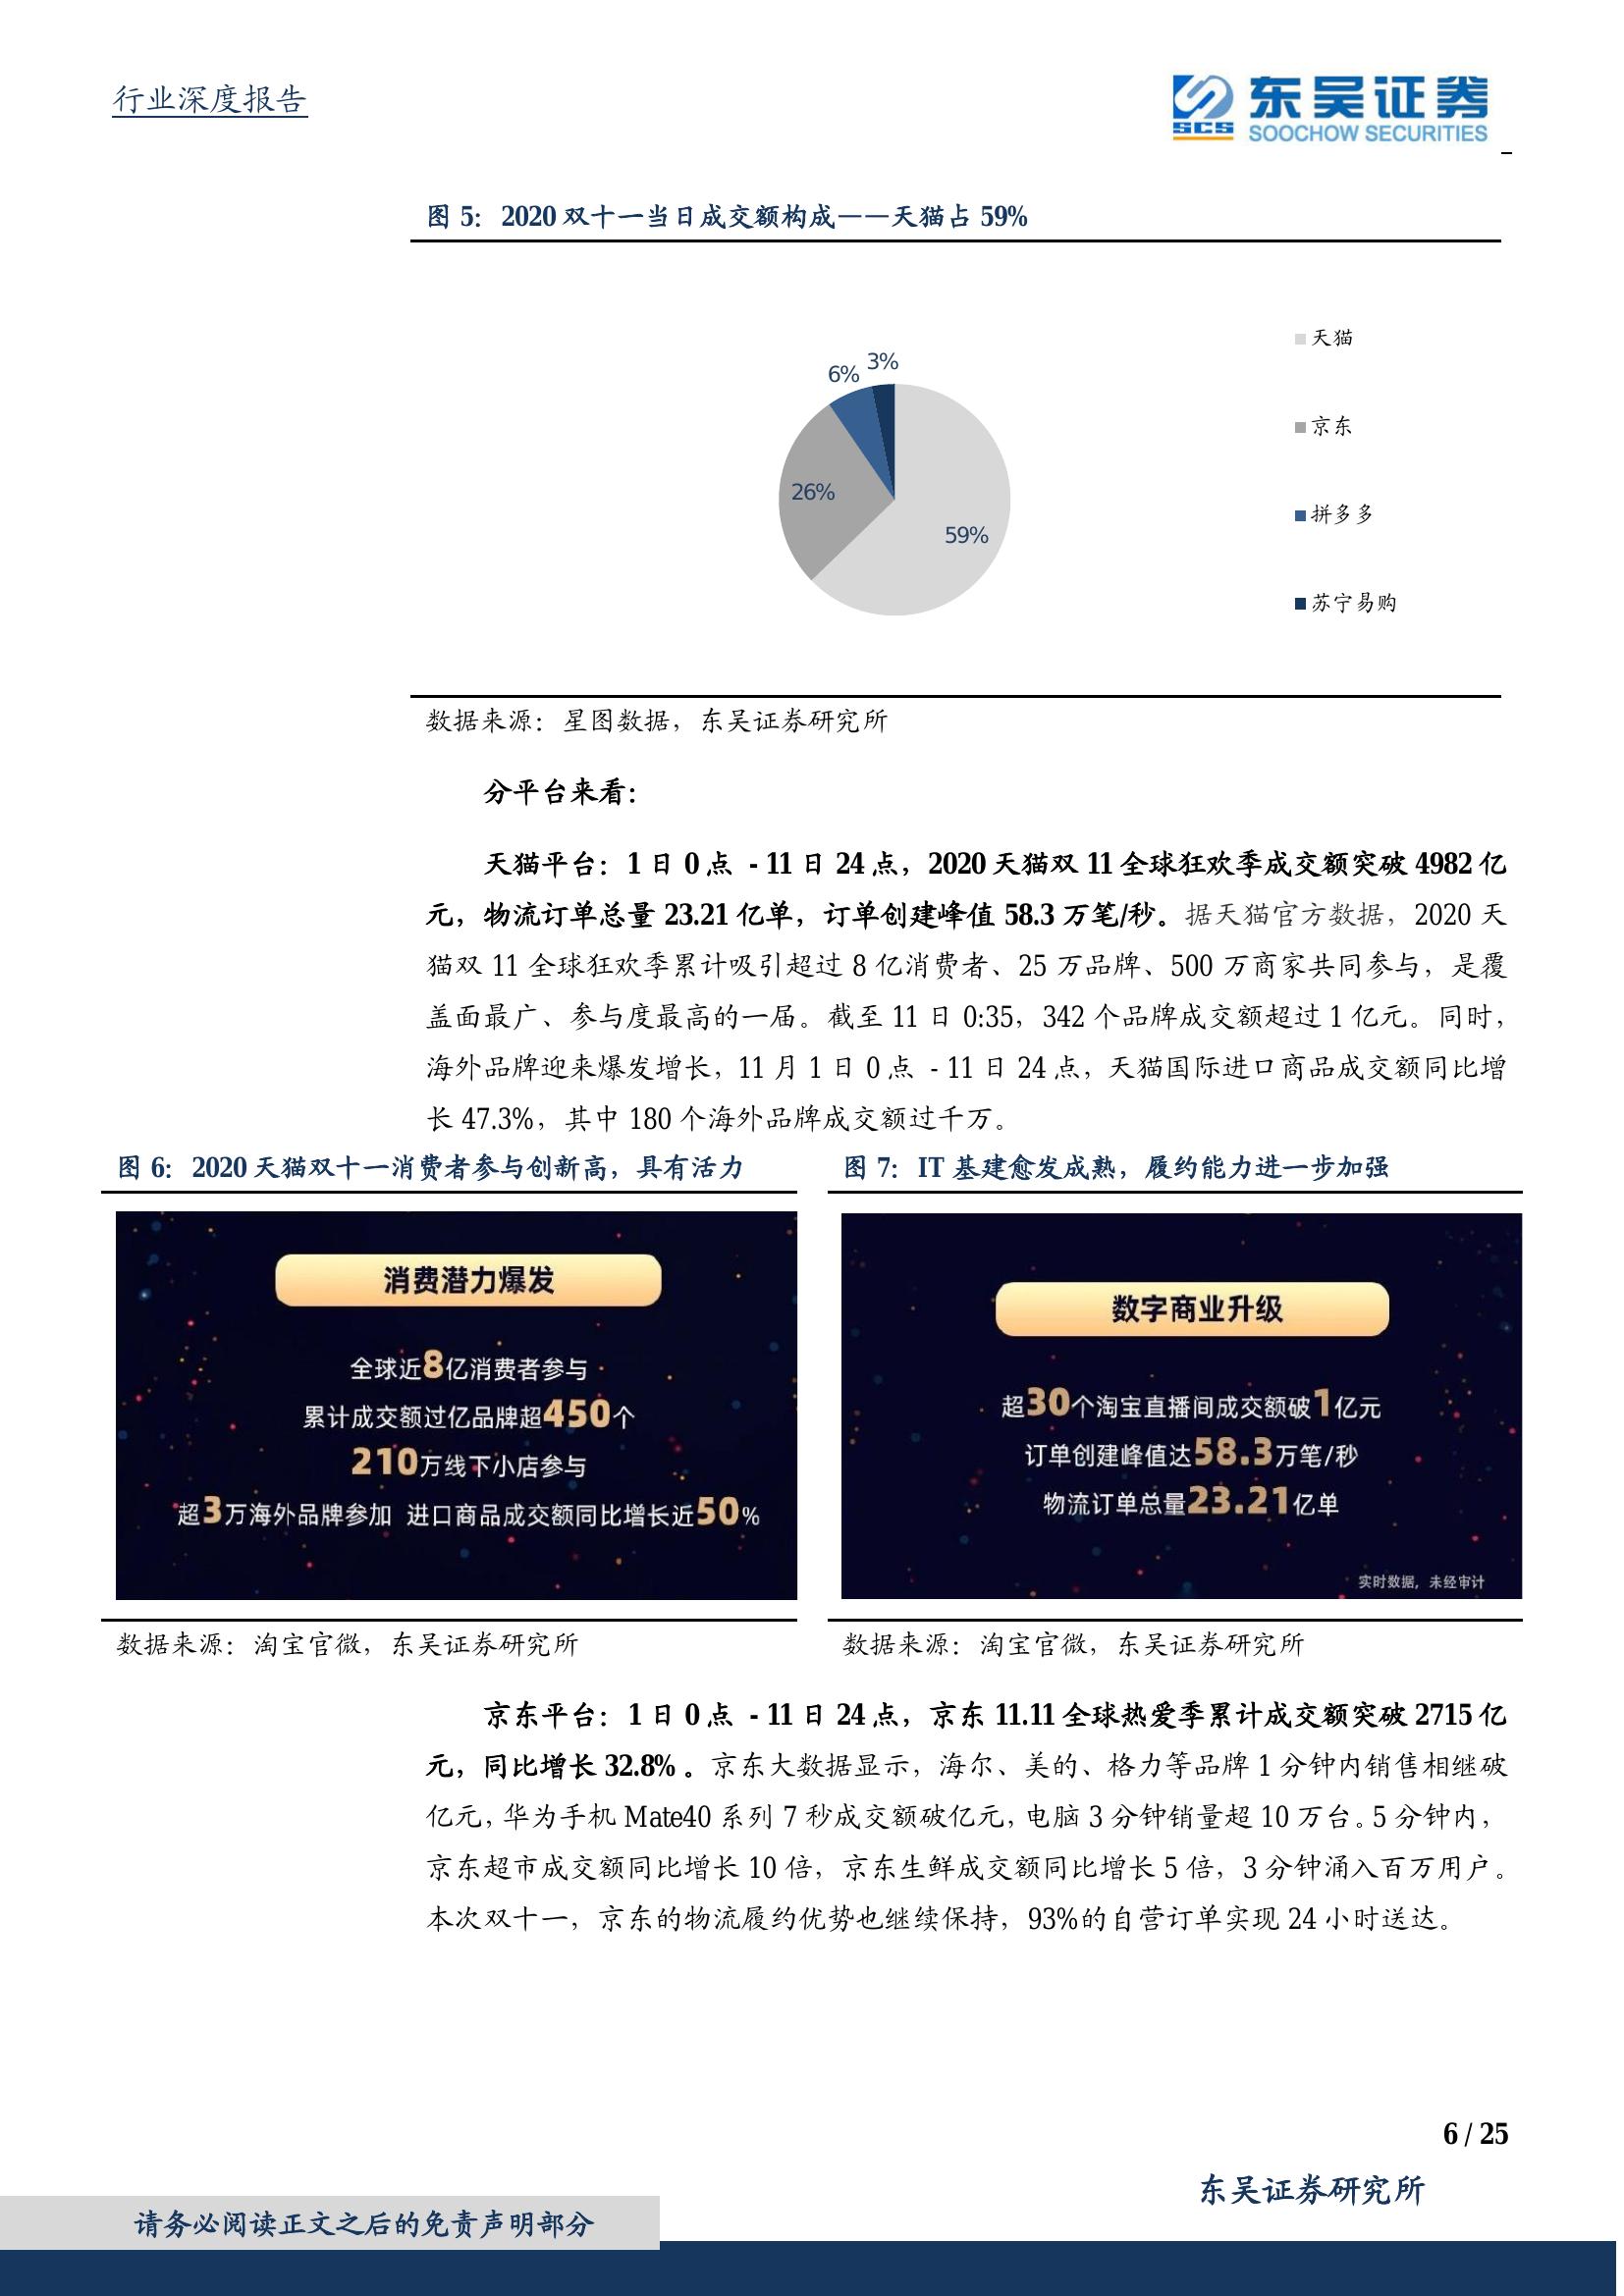 行业深度报告
SCS
东吴证券
SOOCHOW SECURITIES
图 5：2020 双十一当日成交额构成——天猫占 59%
3%
6%
26%
59%
天猫
京东
拼多多
苏宁易购
数据来源：星图数据，东吴证券研究所
分平台来看：
天猫平台：1 日 0 点 - 11 日 24 点，2020 天猫双 11 全球狂欢季成交额突破 4982 亿
元，物流订单总量 23.21 亿单，订单创建峰值 58.3 万笔/秒。据天猫官方数据，2020 天
猫双 11 全球狂欢季累计吸引超过 8 亿消费者、25 万品牌、500 万商家共同参与，是覆
盖面最广、参与度最高的一届。截至 11 日 0:35，342 个品牌成交额超过 1 亿元。同时，
海外品牌迎来爆发增长，11 月 1 日 0 点 - 11 日 24 点，天猫国际进口商品成交额同比增
长 47.3%，其中 180 个海外品牌成交额过千万。
图 6：2020 天猫双十一消费者参与创新高，具有活力
消费潜力爆发
全球近8亿消费者参与
累计成交额过亿品牌超450个
210万线下小店参与
超3万海外品牌参加 进口商品成交额同比增长近50%
数据来源：淘宝官微，东吴证券研究所
图 7：IT 基建愈发成熟，履约能力进一步加强
数字商业升级
超30个淘宝直播间成交额破1亿元
订单创建峰值达58.3万笔/秒
物流订单总量23.21亿单
实时数据，未经审计
数据来源：淘宝官微，东吴证券研究所
京东平台：1 日 0 点 - 11 日 24 点，京东 11.11 全球热爱季累计成交额突破 2715 亿
元，同比增长 32.8% 。京东大数据显示，海尔、美的、格力等品牌 1 分钟内销售相继破
亿元，华为手机 Mate40 系列 7 秒成交额破亿元，电脑 3 分钟销量超 10 万台。5 分钟内，
京东超市成交额同比增长 10 倍，京东生鲜成交额同比增长 5 倍，3 分钟涌入百万用户。
本次双十一，京东的物流履约优势也继续保持，93%的自营订单实现 24 小时送达。
6 / 25
东吴证券研究所
请务必阅读正文之后的免责声明部分